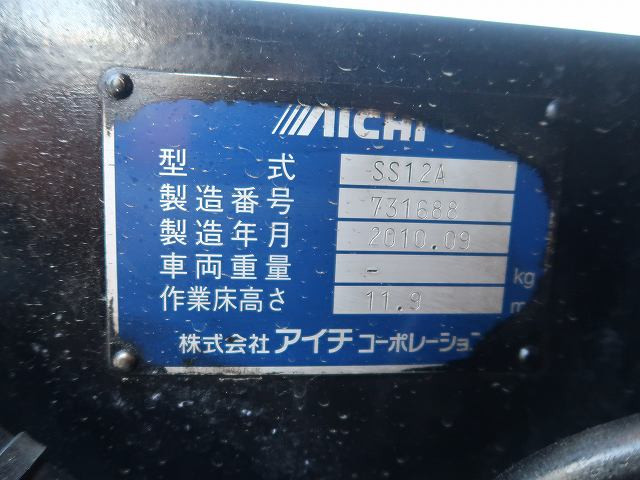 AICHI
型式 SS12A
製造番号 731688
製造年月 2010.09
車両重量 - kg
作業床高さ 11.9 m
株式会社 アイチ コーポレーション